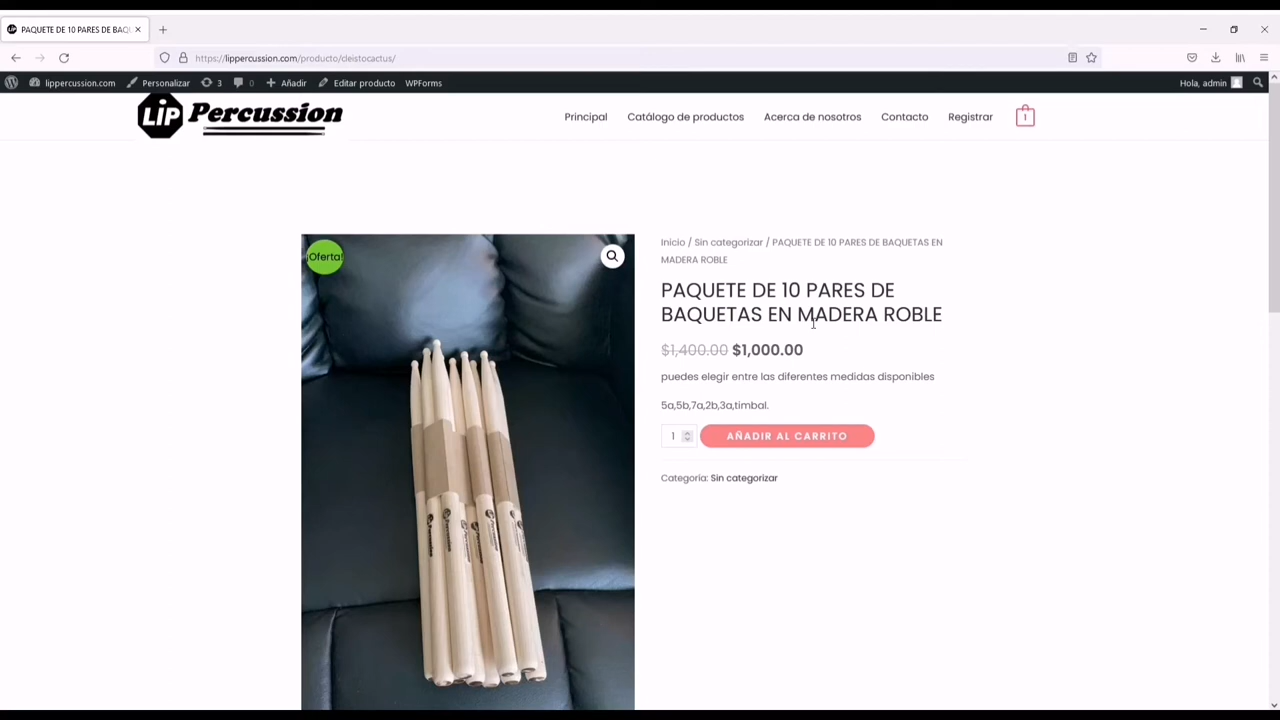 PAQUETE DE 10 PARES DE BAQU
https://lippercussion.com/producto/cleistocactus/
lippercussion.com Personalizar 3 0 Añadir Editar producto WPForms Hola, admin
LiP Percussion
Principal Catálogo de productos Acerca de nosotros Contacto Registrar 1
¡Oferta!
Inicio / Sin categorizar / PAQUETE DE 10 PARES DE BAQUETAS EN
MADERA ROBLE
PAQUETE DE 10 PARES DE
BAQUETAS EN MADERA ROBLE
$1,400.00 $1,000.00
puedes elegir entre las diferentes medidas disponibles
5a,5b,7a,2b,3a,timbal.
1 AÑADIR AL CARRITO
Categoría: Sin categorizar
Percussion